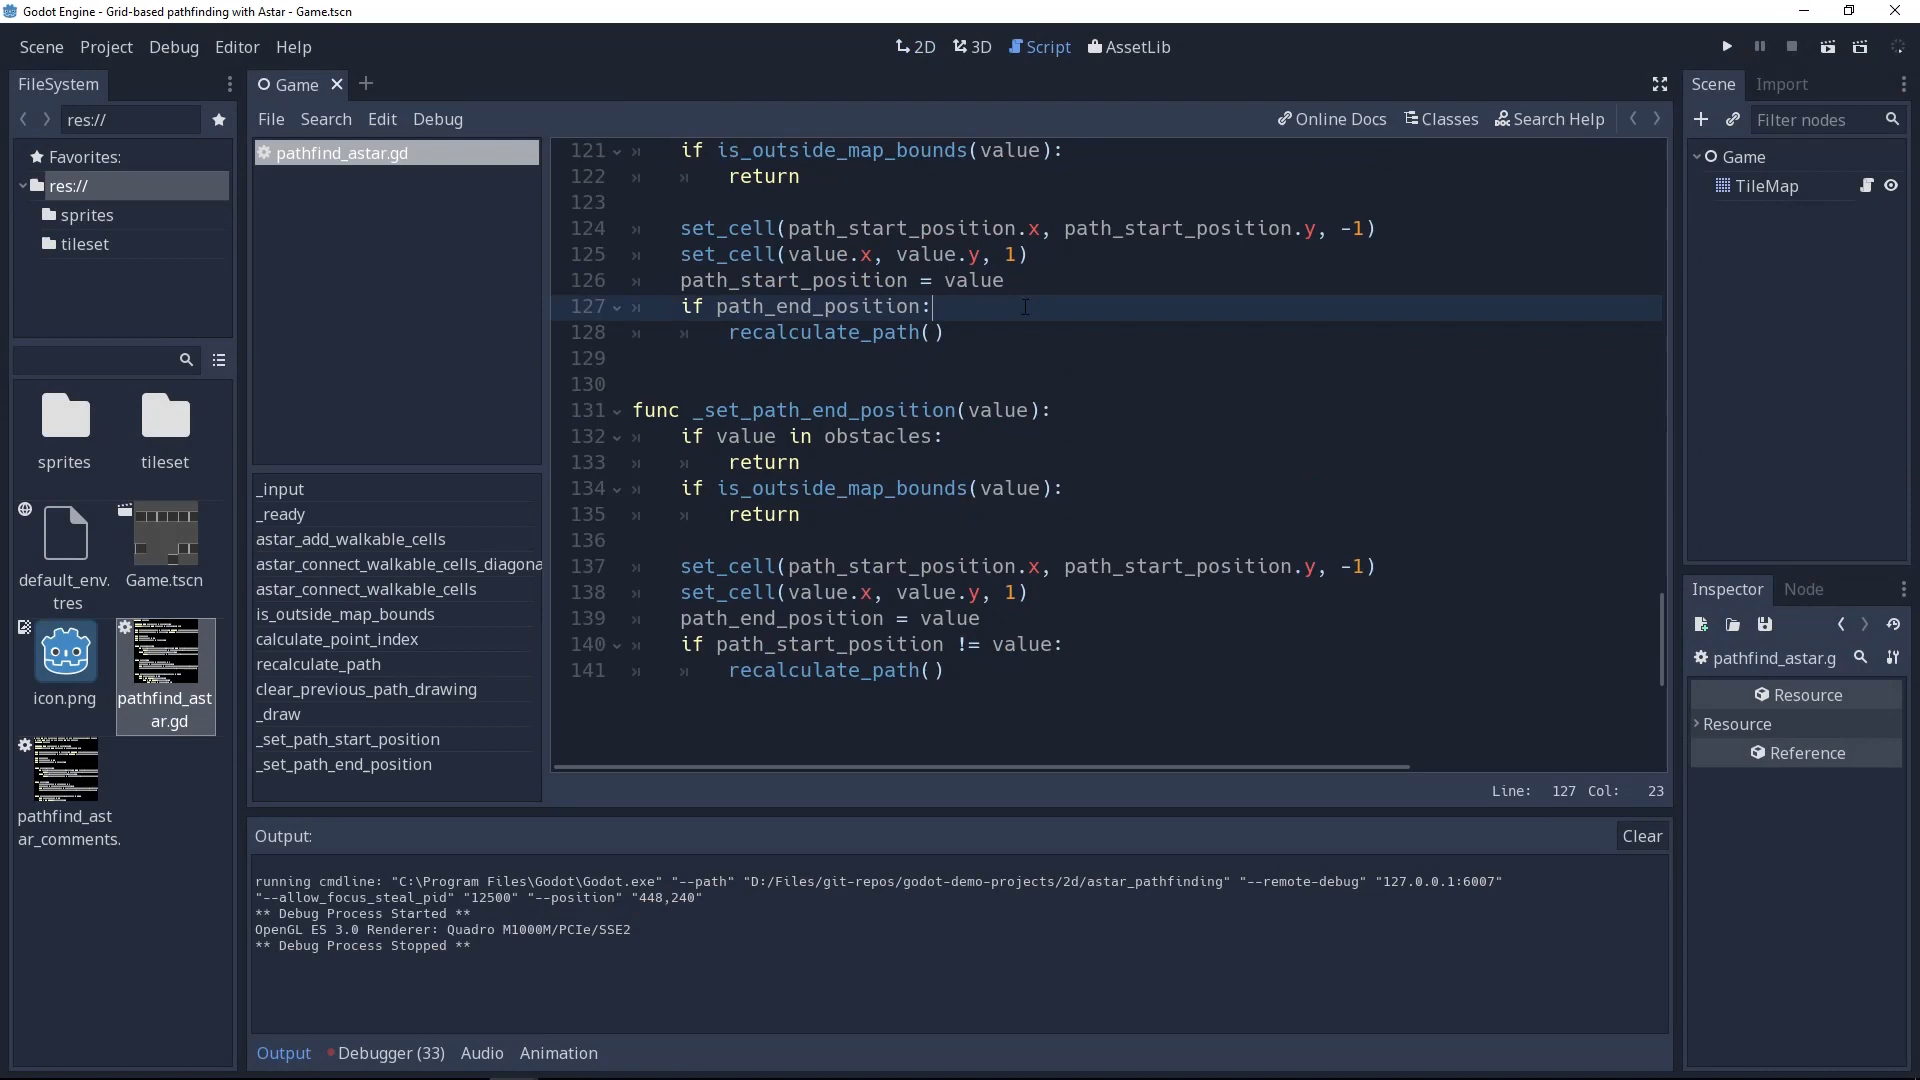 Godot Engine - Grid-based pathfinding with Astar - Game.tscn
Scene Project Debug Editor Help
2D 3D Script AssetLib
FileSystem
res://
Favorites:
res://
sprites
tileset
sprites
tileset
default_env.
tres
Game.tscn
icon.png
pathfind_ast
ar.gd
pathfind_ast
ar_comments.
Game
File Search Edit Debug
Online Docs Classes Search Help
pathfind_astar.gd
_input
_ready
astar_add_walkable_cells
astar_connect_walkable_cells_diagona
astar_connect_walkable_cells
is_outside_map_bounds
calculate_point_index
recalculate_path
clear_previous_path_drawing
_draw
_set_path_start_position
_set_path_end_position
121 if is_outside_map_bounds(value):
122 return
123
124 set_cell(path_start_position.x, path_start_position.y, -1)
125 set_cell(value.x, value.y, 1)
126 path_start_position = value
127 if path_end_position:
128 recalculate_path()
129
130
131 func _set_path_end_position(value):
132 if value in obstacles:
133 return
134 if is_outside_map_bounds(value):
135 return
136
137 set_cell(path_start_position.x, path_start_position.y, -1)
138 set_cell(value.x, value.y, 1)
139 path_end_position = value
140 if path_start_position != value:
141 recalculate_path()
Line: 127 Col: 23
Output:
Clear
running cmdline: "C:\Program Files\Godot\Godot.exe" "--path" "D:/Files/git-repos/godot-demo-projects/2d/astar_pathfinding" "--remote-debug" "127.0.0.1:6007"
"--allow_focus_steal_pid" "12500" "--position" "448,240"
** Debug Process Started **
OpenGL ES 3.0 Renderer: Quadro M1000M/PCIe/SSE2
** Debug Process Stopped **
Output Debugger (33) Audio Animation
Scene Import
Filter nodes
Game
TileMap
Inspector Node
pathfind_astar.g
Resource
Resource
Reference